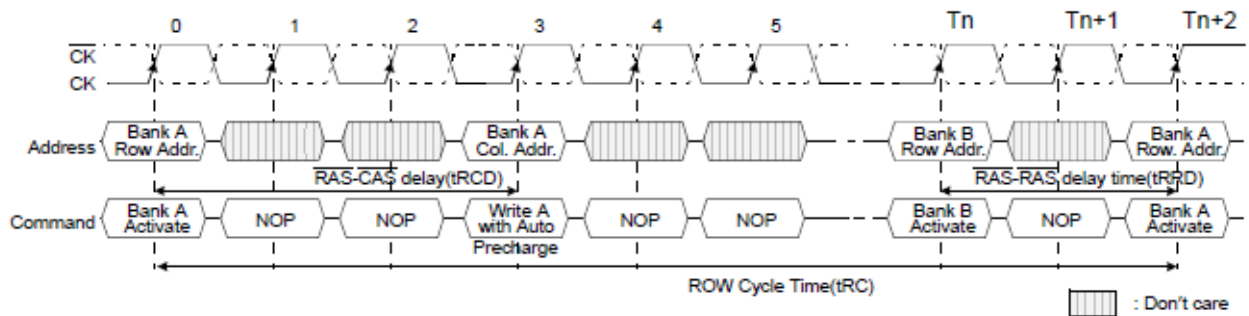 0 1 2 3 4 5 Tn Tn+1 Tn+2
CK
CK
Address
Bank A
Row Addr.
Bank A
Col. Addr.
Bank B
Row Addr.
Bank A
Row. Addr.
RAS-CAS delay(tRCD)
RAS-RAS delay time(tRRD)
Command
Bank A
Activate
NOP
NOP
Write A
with Auto
Precharge
NOP
NOP
Bank B
Activate
NOP
Bank A
Activate
ROW Cycle Time(tRC)
: Don't care